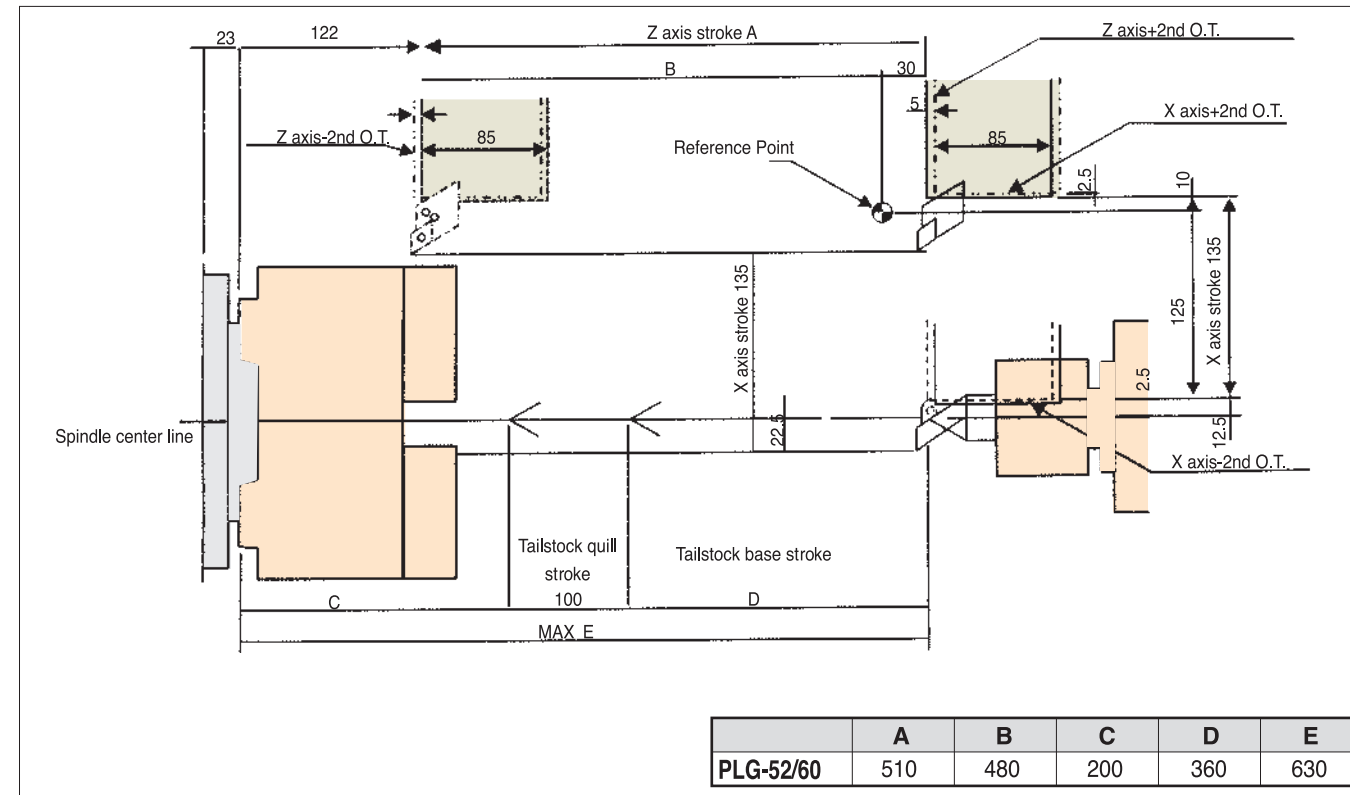 23
122
Z axis stroke A
Z axis+2nd O.T.
B
30
5
X axis+2nd O.T.
Z axis-2nd O.T.
85
85
Reference Point
2.5
10
X axis stroke 135
125
X axis stroke 135
2.5
22.5
12.5
Spindle center line
X axis-2nd O.T.
Tailstock quill
stroke
100
Tailstock base stroke
C
D
MAX E
A B C D E
PLG-52/60 510 480 200 360 630